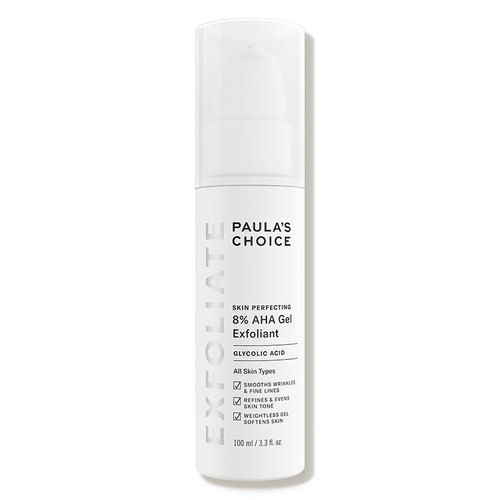 EXFOLIATE
PAULA'S
CHOICE
SKIN PERFECTING
8% AHA Gel
Exfoliant
GLYCOLIC ACID
All Skin Types
SMOOTHS WRINKLES
& FINE LINES
REFINES & EVENS
SKIN TONE
WEIGHTLESS GEL
SOFTENS SKIN
100 ml / 3.3 fl. oz.